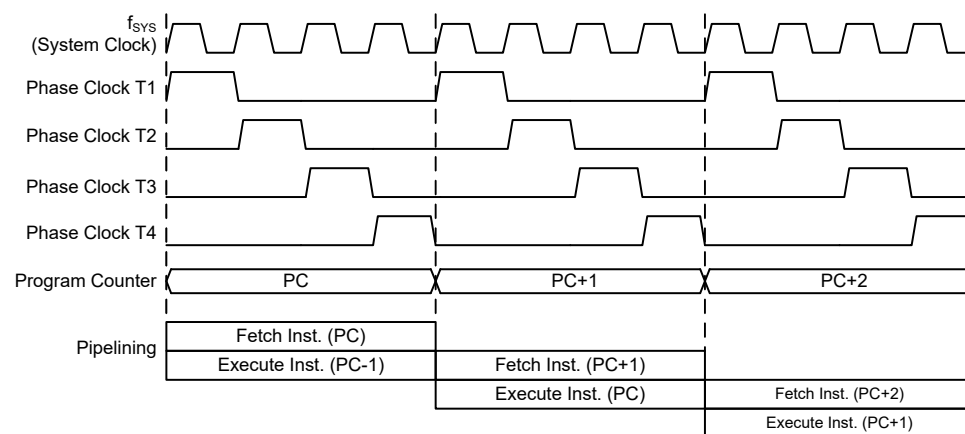 fSYS
(System Clock)
Phase Clock T1
Phase Clock T2
Phase Clock T3
Phase Clock T4
Program Counter PC PC+1 PC+2
Pipelining
Fetch Inst. (PC)
Execute Inst. (PC-1) Fetch Inst. (PC+1)
Execute Inst. (PC) Fetch Inst. (PC+2)
Execute Inst. (PC+1)